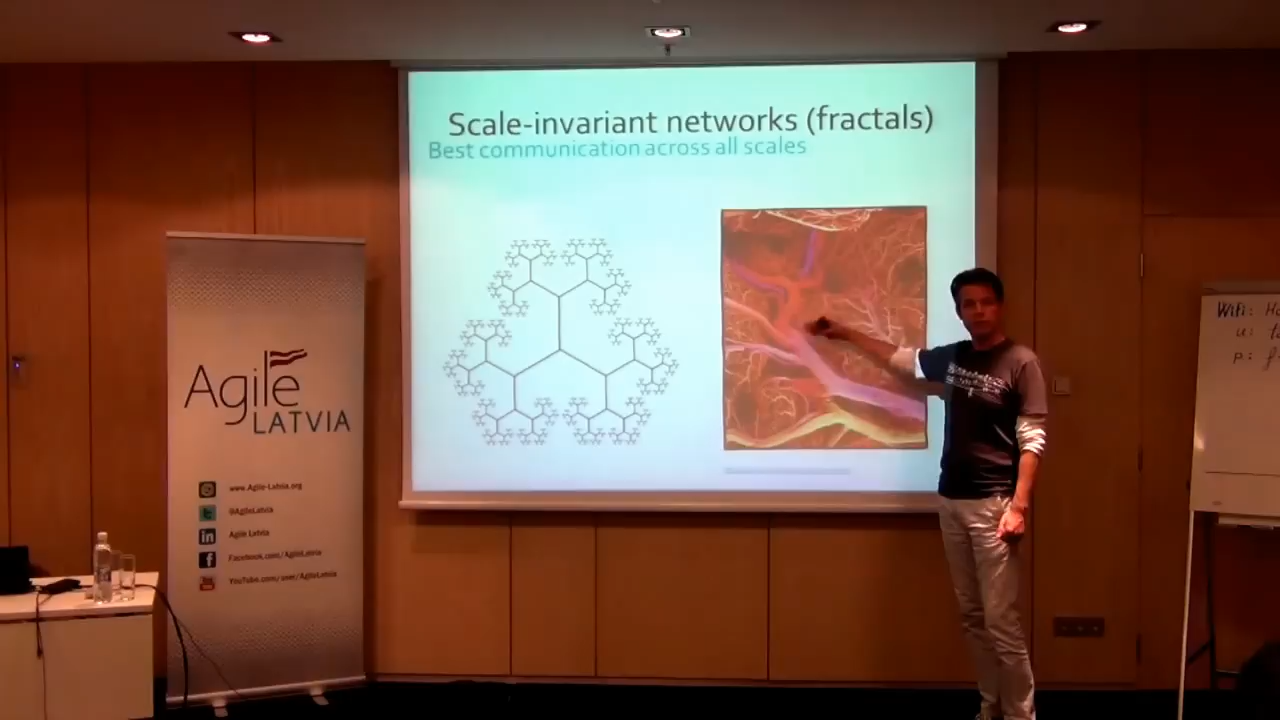 Scale-invariant networks (fractals)
Best communication across all scales
Agile
LATVIA
www.Agile-Latvia.org
@AgileLatvia
Agile Latvia
Facebook.com/AgileLatvia
YouTube.com/user/AgileLatvia
WiFi:
u:
p: